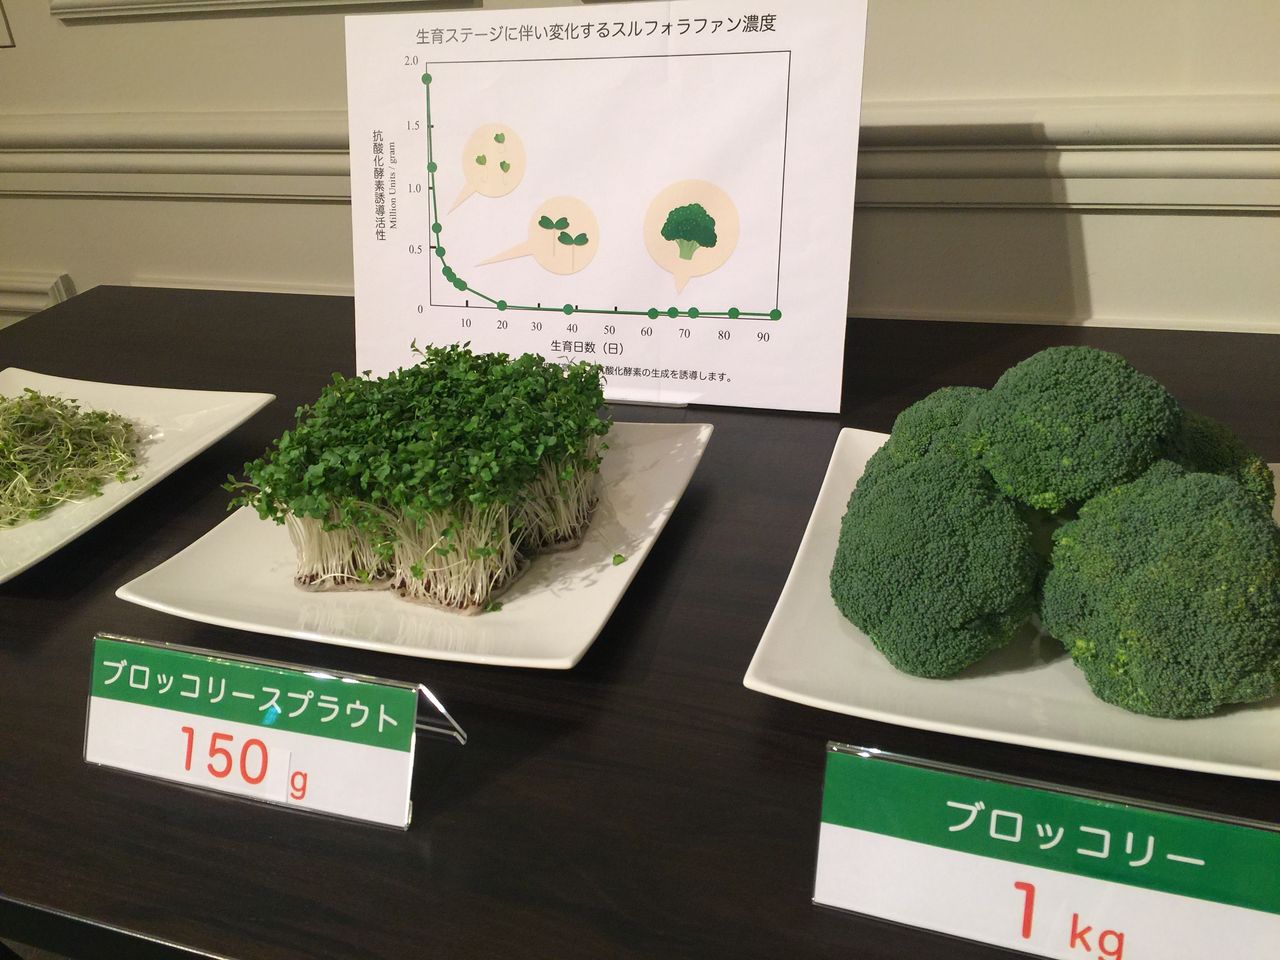 生育ステージに伴い変化するスルフォラファン濃度
抗酸化酵素誘導活性
Million Units / gram
2.0
1.5
1.0
0.5
0
10 20 30 40 50 60 70 80 90
生育日数（日）
抗酸化酵素の生成を誘導します。
ブロッコリースプラウト
150 g
ブロッコリー
1 kg